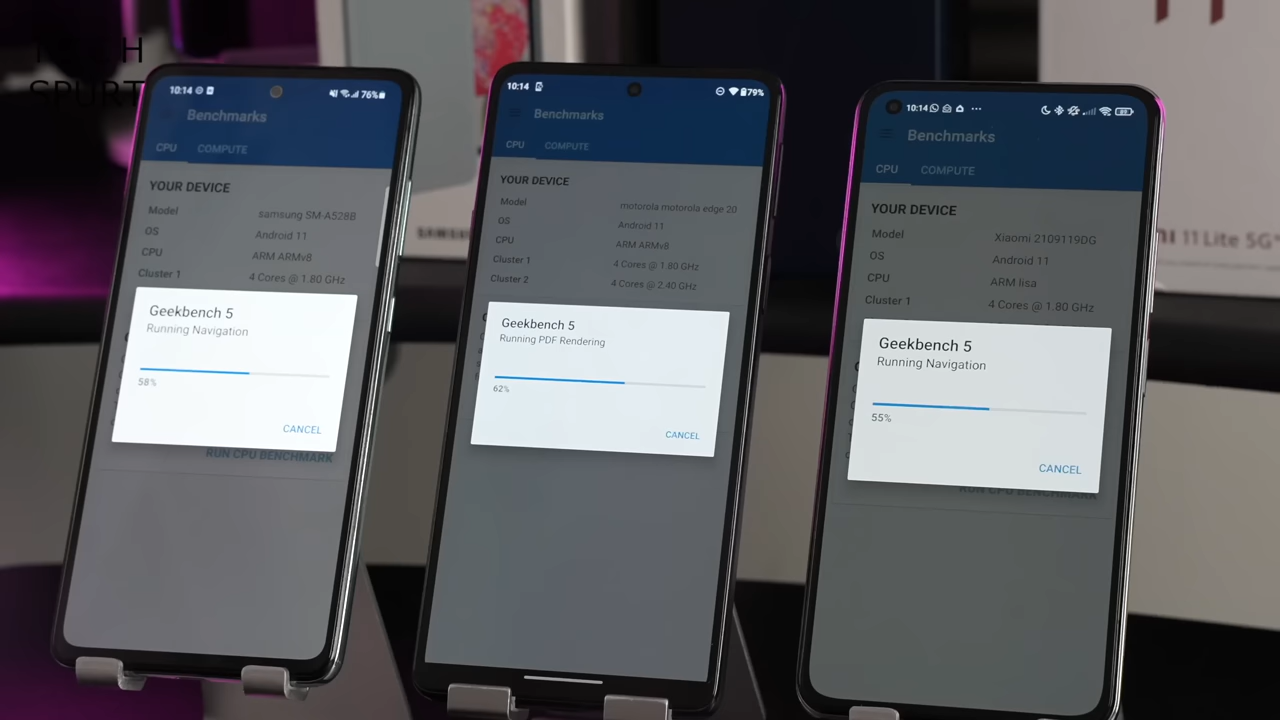 TECH
SPURT
10:14
76%
Benchmarks
CPU COMPUTE
YOUR DEVICE
Model samsung SM-A528B
OS Android 11
CPU ARM ARMv8
Cluster 1 4 Cores @ 1.80 GHz
Geekbench 5
Running Navigation
58%
CANCEL
RUN CPU BENCHMARK
10:14
79%
Benchmarks
CPU COMPUTE
YOUR DEVICE
Model motorola motorola edge 20
OS Android 11
CPU ARM ARMv8
Cluster 1 4 Cores @ 1.80 GHz
Cluster 2 4 Cores @ 2.40 GHz
Geekbench 5
Running PDF Rendering
62%
CANCEL
10:14
Benchmarks
CPU COMPUTE
YOUR DEVICE
Model Xiaomi 2109119DG
OS Android 11
CPU ARM lisa
Cluster 1 4 Cores @ 1.80 GHz
Geekbench 5
Running Navigation
55%
CANCEL
RUN CPU BENCHMARK
11 Lite 5G